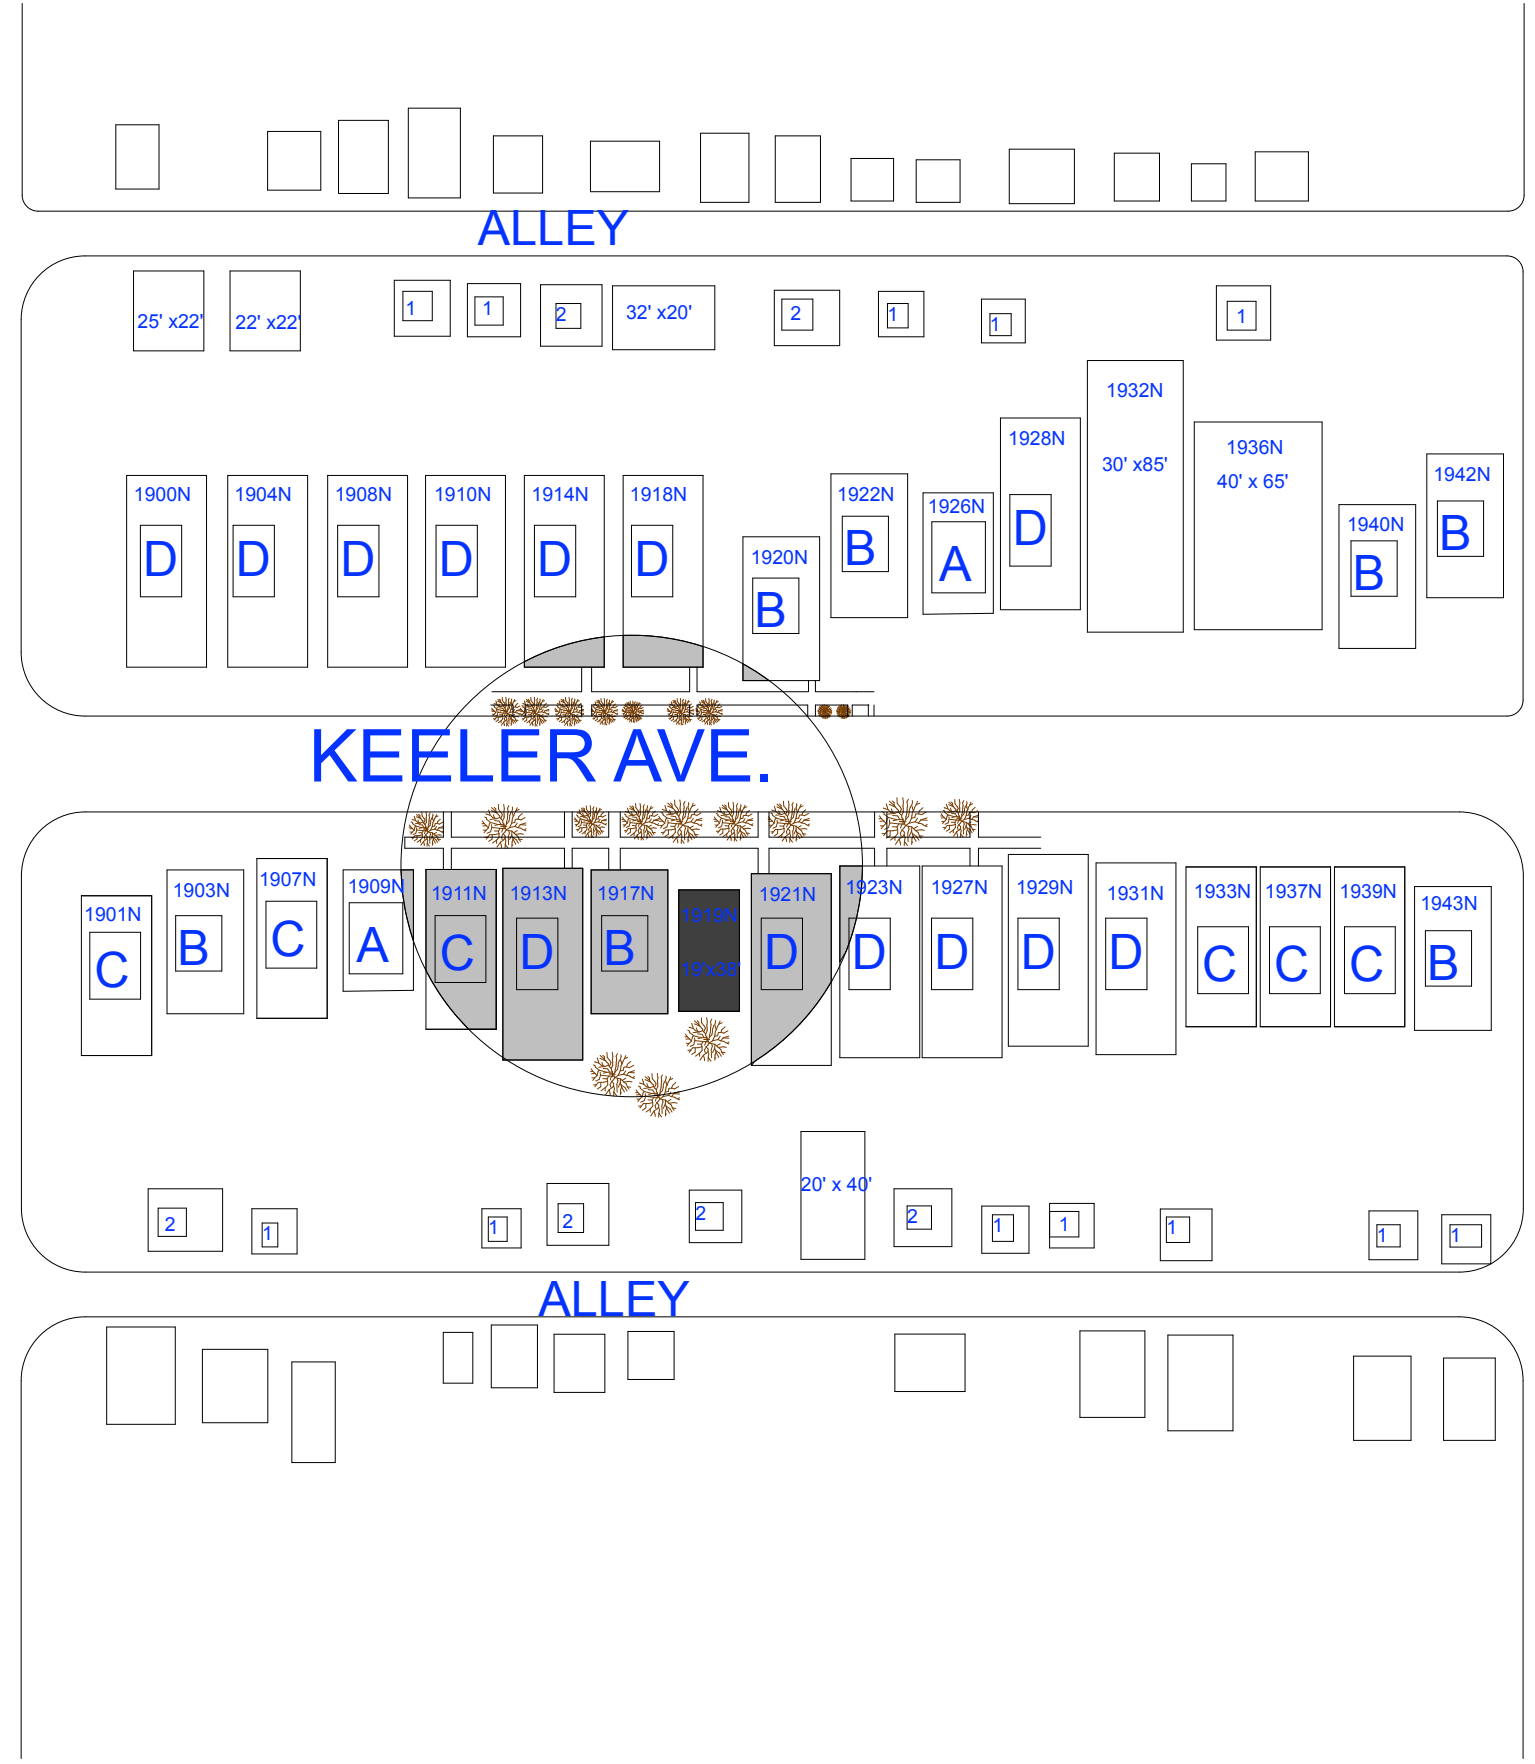 ALLEY
25' x22'
22' x22'
1
1
2
32' x20'
2
1
1
1
1932N
30' x85'
1936N
40' x 65'
1928N
D
1942N
B
1900N
D
1904N
D
1908N
D
1910N
D
1914N
D
1918N
D
1920N
B
1922N
B
1926N
A
1940N
B
KEELER AVE.
1901N
C
1903N
B
1907N
C
1909N
A
1911N
C
1913N
D
1917N
B
1919N
19'x38'
1921N
D
1923N
D
1927N
D
1929N
D
1931N
D
1933N
C
1937N
C
1939N
C
1943N
B
20' x 40'
2
1
1
2
2
2
1
1
1
1
1
ALLEY